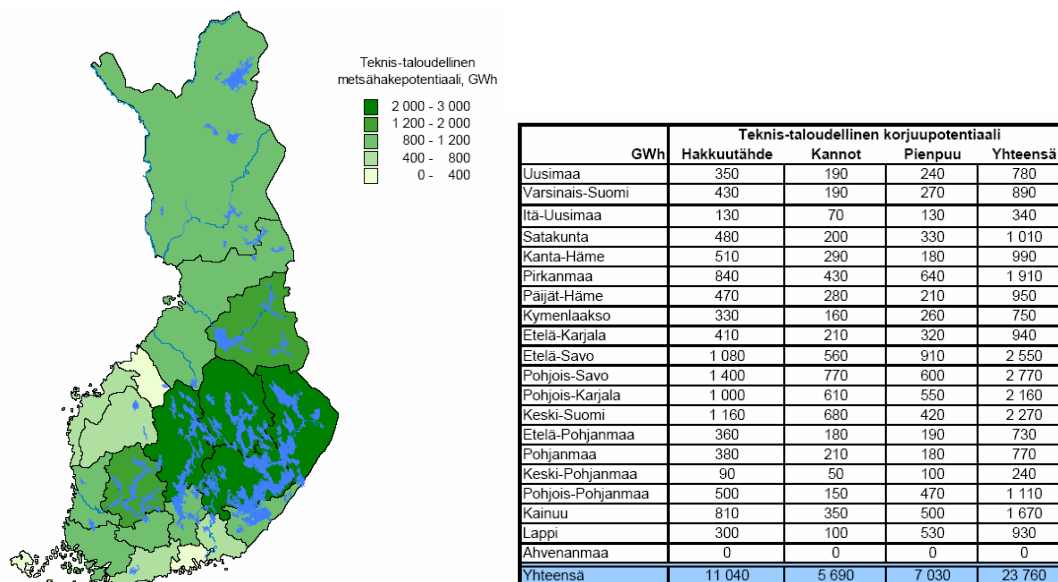 Teknis-taloudellinen
metsähakepotentiaali, GWh
2 000 - 3 000
1 200 - 2 000
800 - 1 200
400 - 800
0 - 400
Teknis-taloudellinen korjuupotentiaali
GWh Hakkuutähde Kannot Pienpuu Yhteensä
Uusimaa 350 190 240 780
Varsinais-Suomi 430 190 270 890
Itä-Uusimaa 130 70 130 340
Satakunta 480 200 330 1 010
Kanta-Häme 510 290 180 990
Pirkanmaa 840 430 640 1 910
Päijät-Häme 470 280 210 950
Kymenlaakso 330 160 260 750
Etelä-Karjala 410 210 320 940
Etelä-Savo 1 080 560 910 2 550
Pohjois-Savo 1 400 770 600 2 770
Pohjois-Karjala 1 000 610 550 2 160
Keski-Suomi 1 160 680 420 2 270
Etelä-Pohjanmaa 360 180 190 730
Pohjanmaa 380 210 180 770
Keski-Pohjanmaa 90 50 100 240
Pohjois-Pohjanmaa 500 150 470 1 110
Kainuu 810 350 500 1 670
Lappi 300 100 530 930
Ahvenanmaa 0 0 0 0
Yhteensä 11 040 5 690 7 030 23 760